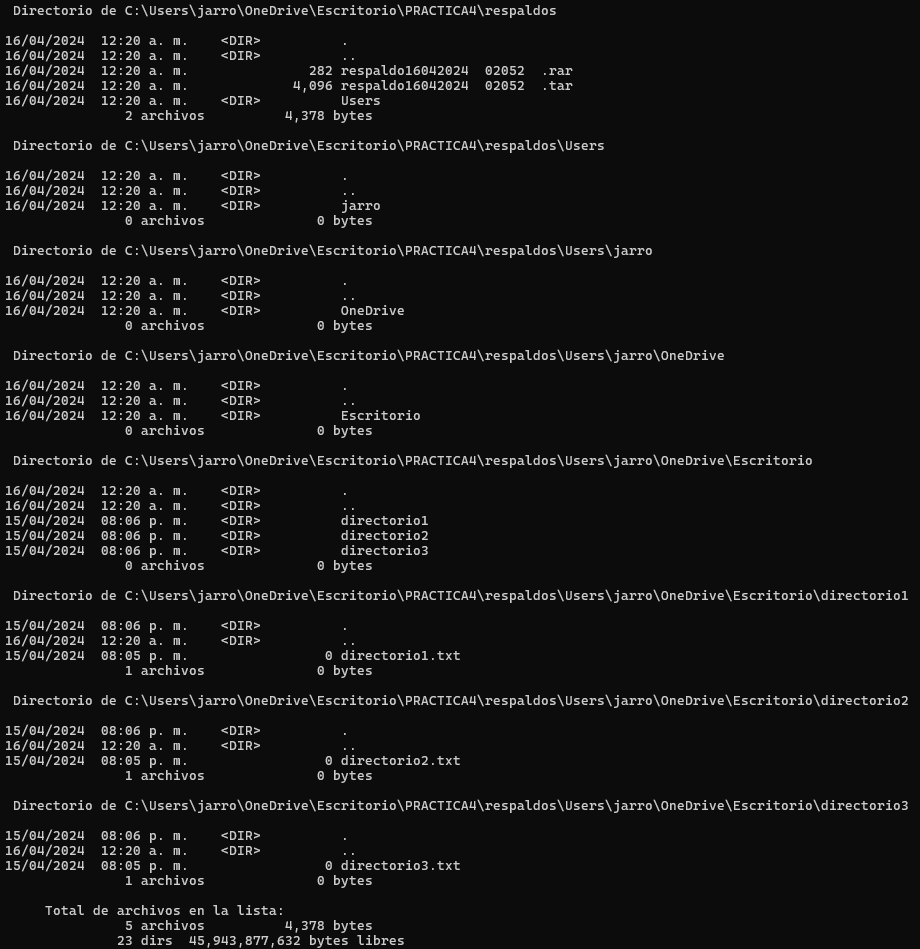 Directorio de C:\Users\jarro\OneDrive\Escritorio\PRACTICA4\respaldos
16/04/2024  12:20 a. m.    <DIR>          .
16/04/2024  12:20 a. m.    <DIR>          ..
16/04/2024  12:20 a. m.               282 respaldo16042024  02052  .rar
16/04/2024  12:20 a. m.             4,096 respaldo16042024  02052  .tar
16/04/2024  12:20 a. m.    <DIR>          Users
               2 archivos          4,378 bytes
Directorio de C:\Users\jarro\OneDrive\Escritorio\PRACTICA4\respaldos\Users
16/04/2024  12:20 a. m.    <DIR>          .
16/04/2024  12:20 a. m.    <DIR>          ..
16/04/2024  12:20 a. m.    <DIR>          jarro
               0 archivos              0 bytes
Directorio de C:\Users\jarro\OneDrive\Escritorio\PRACTICA4\respaldos\Users\jarro
16/04/2024  12:20 a. m.    <DIR>          .
16/04/2024  12:20 a. m.    <DIR>          ..
16/04/2024  12:20 a. m.    <DIR>          OneDrive
               0 archivos              0 bytes
Directorio de C:\Users\jarro\OneDrive\Escritorio\PRACTICA4\respaldos\Users\jarro\OneDrive
16/04/2024  12:20 a. m.    <DIR>          .
16/04/2024  12:20 a. m.    <DIR>          ..
16/04/2024  12:20 a. m.    <DIR>          Escritorio
               0 archivos              0 bytes
Directorio de C:\Users\jarro\OneDrive\Escritorio\PRACTICA4\respaldos\Users\jarro\OneDrive\Escritorio
16/04/2024  12:20 a. m.    <DIR>          .
16/04/2024  12:20 a. m.    <DIR>          ..
15/04/2024  08:06 p. m.    <DIR>          directorio1
15/04/2024  08:06 p. m.    <DIR>          directorio2
15/04/2024  08:06 p. m.    <DIR>          directorio3
               0 archivos              0 bytes
Directorio de C:\Users\jarro\OneDrive\Escritorio\PRACTICA4\respaldos\Users\jarro\OneDrive\Escritorio\directorio1
15/04/2024  08:06 p. m.    <DIR>          .
16/04/2024  12:20 a. m.    <DIR>          ..
15/04/2024  08:05 p. m.                 0 directorio1.txt
               1 archivos              0 bytes
Directorio de C:\Users\jarro\OneDrive\Escritorio\PRACTICA4\respaldos\Users\jarro\OneDrive\Escritorio\directorio2
15/04/2024  08:06 p. m.    <DIR>          .
16/04/2024  12:20 a. m.    <DIR>          ..
15/04/2024  08:05 p. m.                 0 directorio2.txt
               1 archivos              0 bytes
Directorio de C:\Users\jarro\OneDrive\Escritorio\PRACTICA4\respaldos\Users\jarro\OneDrive\Escritorio\directorio3
15/04/2024  08:06 p. m.    <DIR>          .
16/04/2024  12:20 a. m.    <DIR>          ..
15/04/2024  08:05 p. m.                 0 directorio3.txt
               1 archivos              0 bytes
     Total de archivos en la lista:
               5 archivos          4,378 bytes
              23 dirs  45,943,877,632 bytes libres